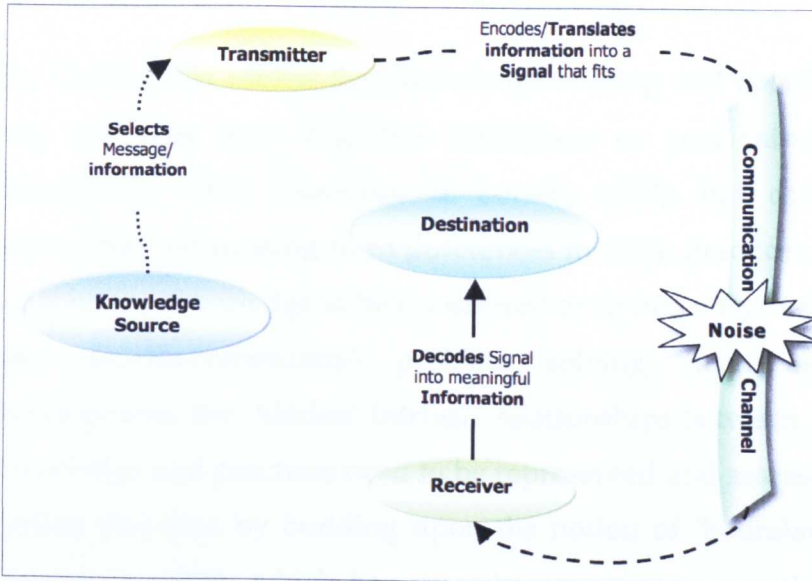 Transmitter
Encodes/Translates
information into a
Signal that fits
Selects
Message/
information
Knowledge
Source
Communication
Noise
Channel
Destination
Decodes Signal
into meaningful
Information
Receiver